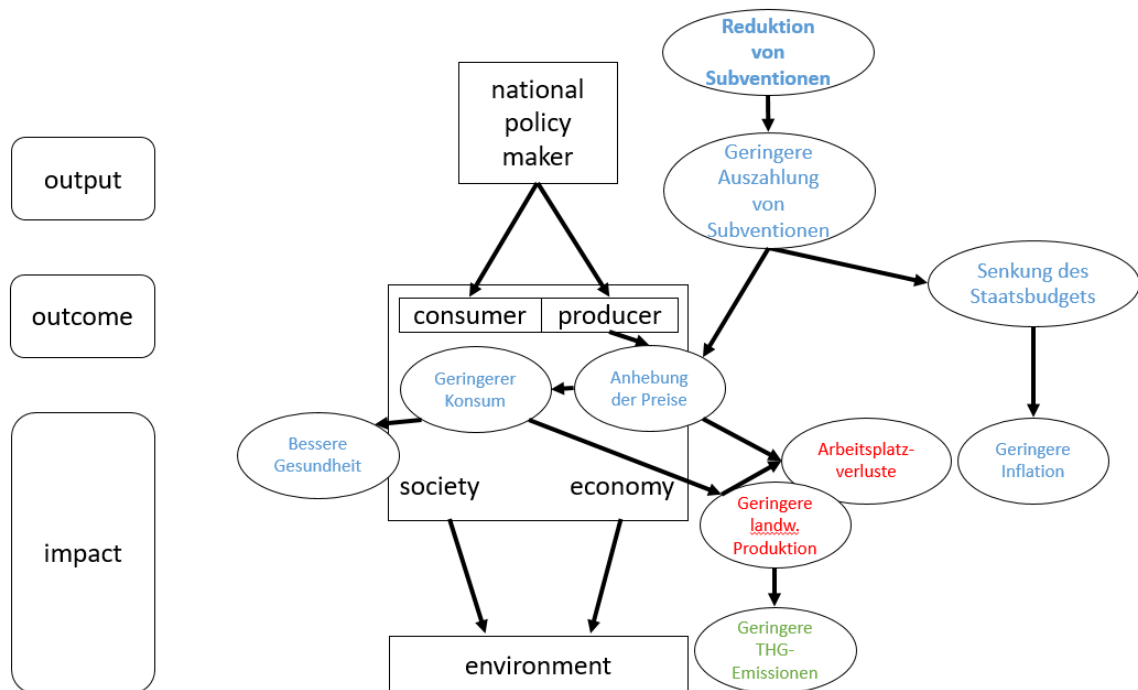 Reduktion
von
Subventionen
national
policy
maker
output
Geringere
Auszahlung
von
Subventionen
Senkung des
Staatsbudgets
outcome
consumer
producer
Geringerer
Konsum
Anhebung
der Preise
Bessere
Gesundheit
Arbeitsplatz-
verluste
Geringere
Inflation
society
economy
Geringere
landw.
Produktion
impact
Geringere
THG-
Emissionen
environment